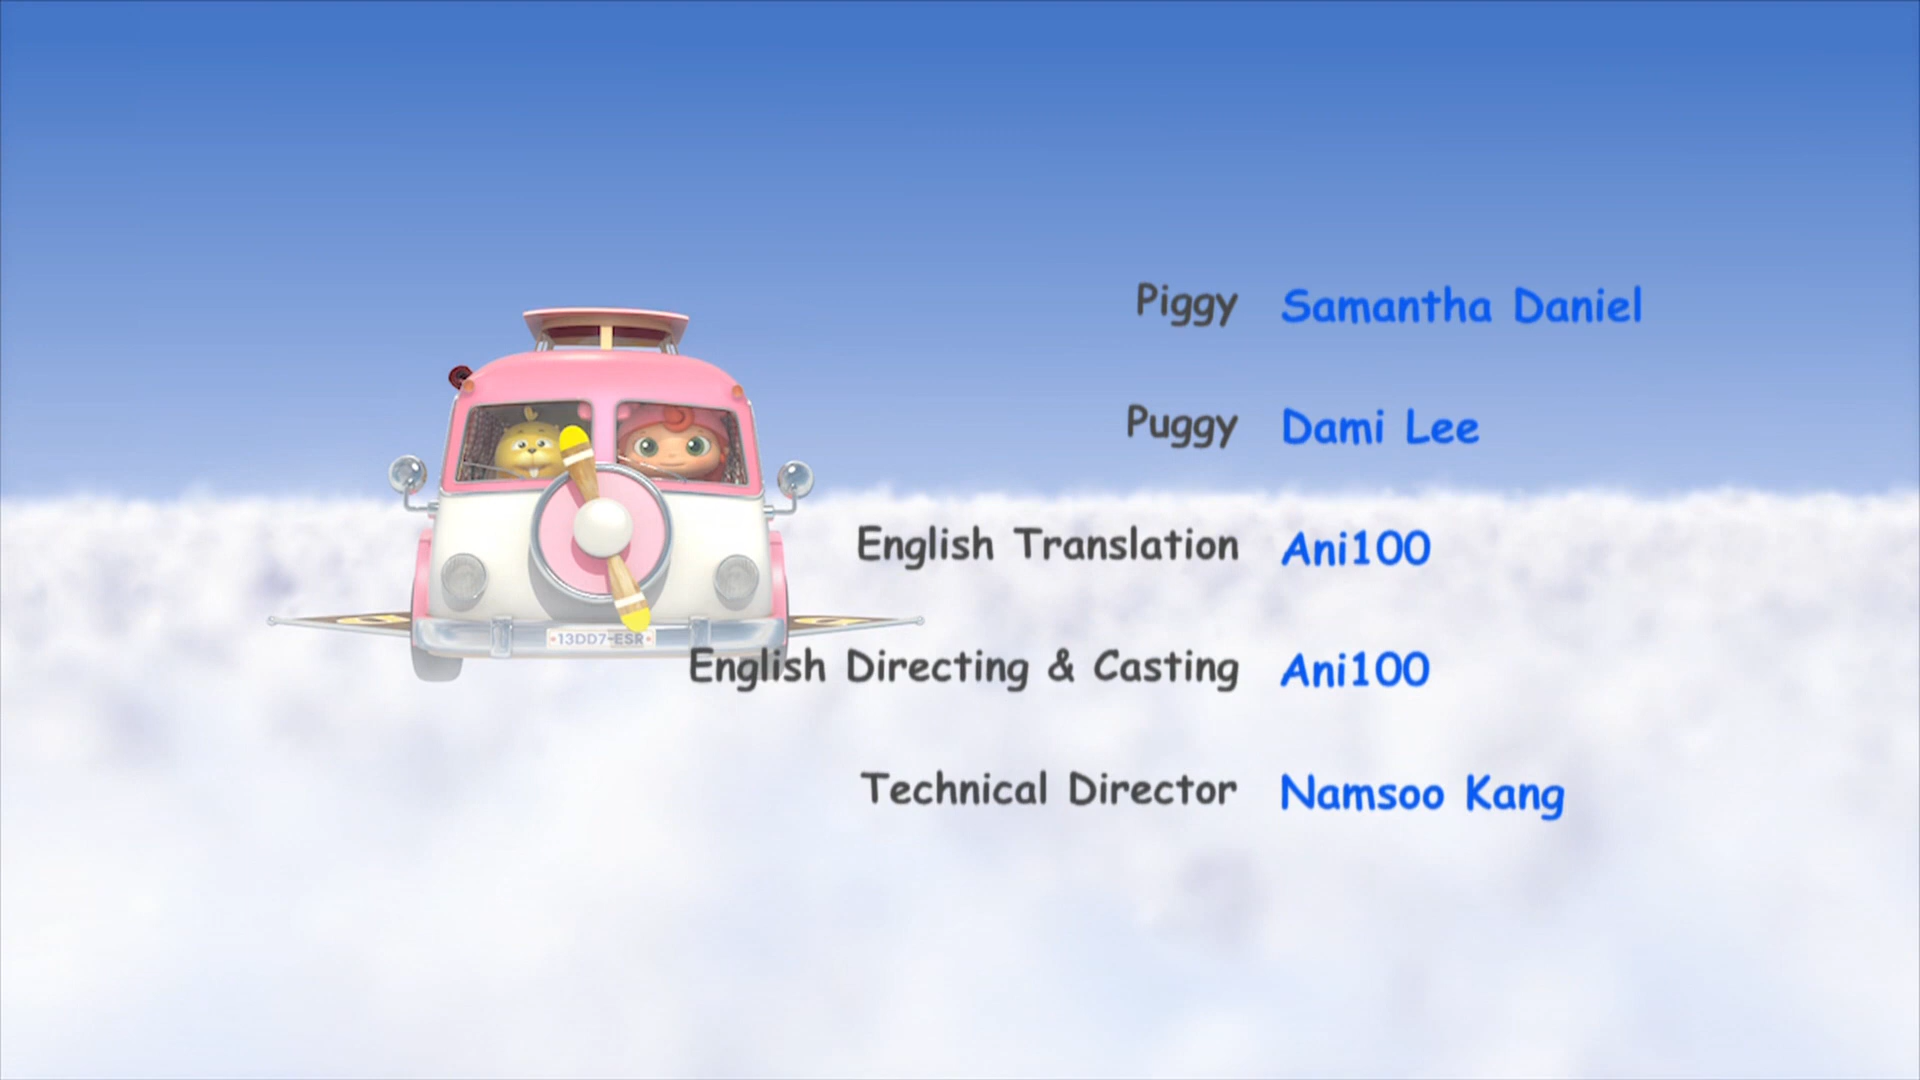 Piggy Samantha Daniel
Puggy Dami Lee
English Translation Ani100
13DD7-ESR
English Directing & Casting Ani100
Technical Director Namsoo Kang